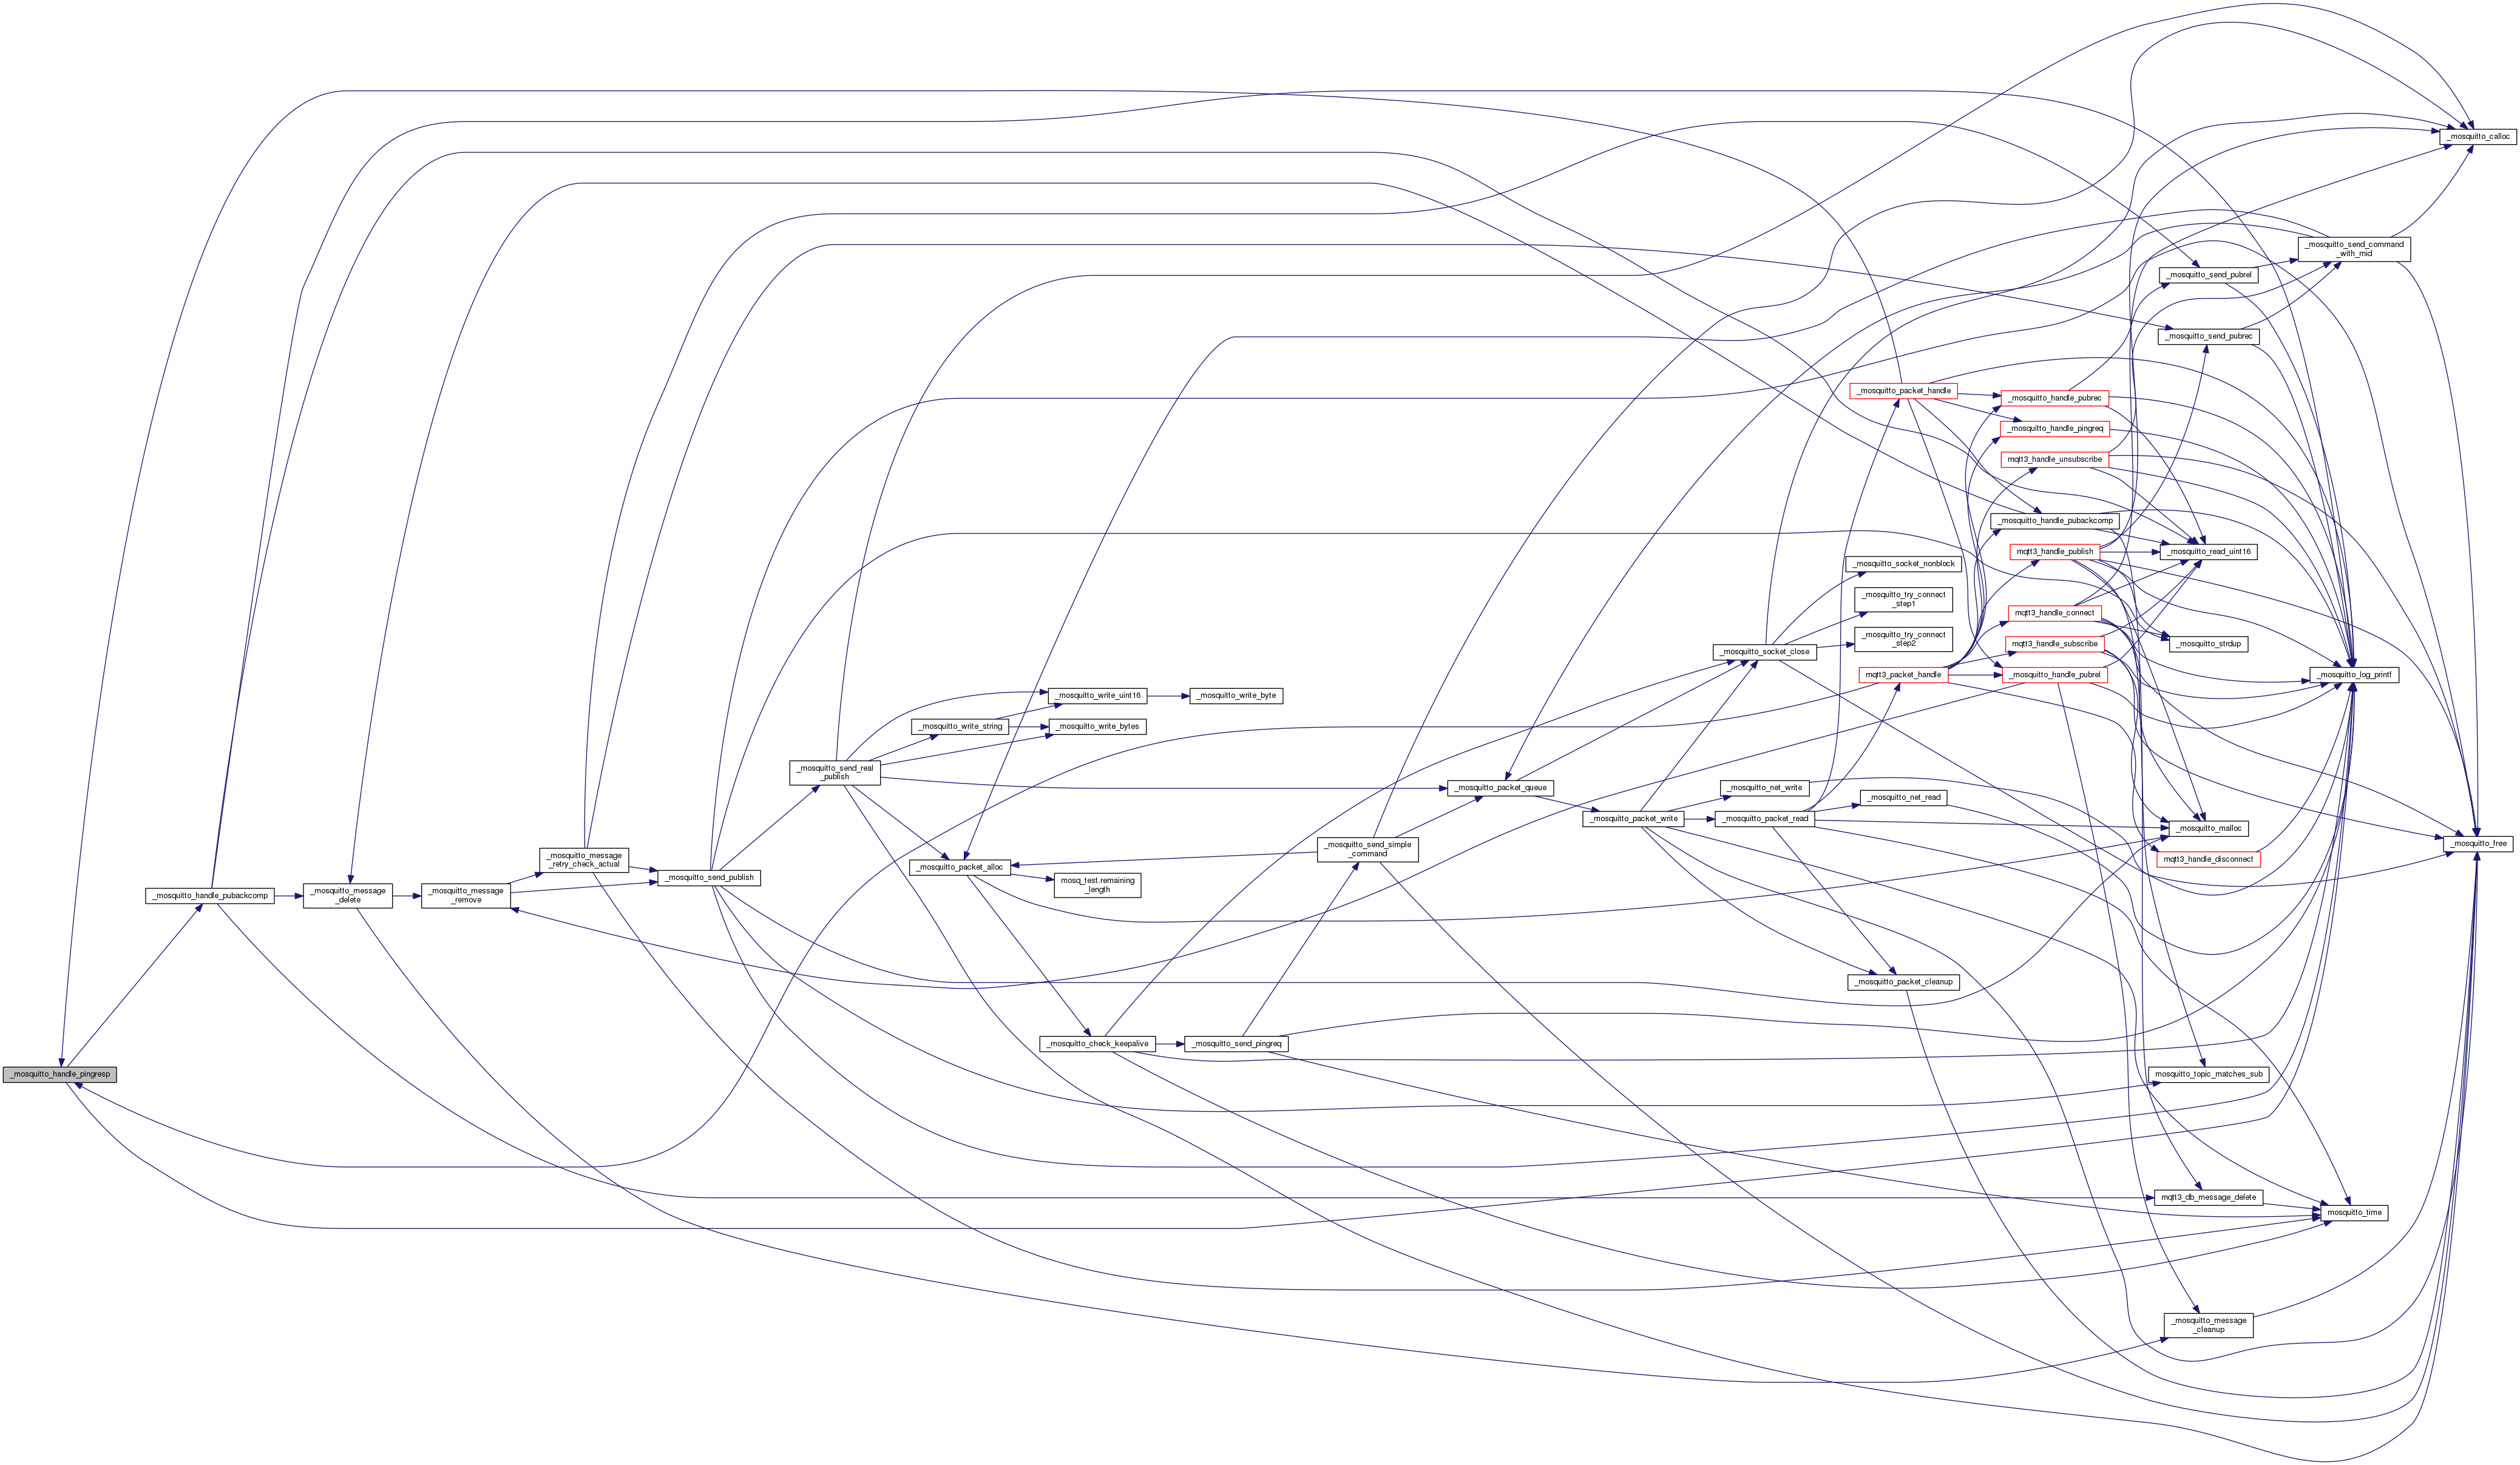 _mosquitto_calloc
_mosquitto_send_command
_with_mid
_mosquitto_send_pubrel
_mosquitto_send_pubrec
_mosquitto_packet_handle
_mosquitto_handle_pubrec
_mosquitto_handle_pingreq
mqtt3_handle_unsubscribe
_mosquitto_handle_pubackcomp
mqtt3_handle_publish
_mosquitto_read_uint16
_mosquitto_socket_nonblock
_mosquitto_try_connect
_step1
mqtt3_handle_connect
_mosquitto_try_connect
_step2
mqtt3_handle_subscribe
_mosquitto_strdup
_mosquitto_socket_close
mqtt3_packet_handle
_mosquitto_handle_pubrel
_mosquitto_log_printf
_mosquitto_write_uint16
_mosquitto_write_byte
_mosquitto_write_string
_mosquitto_write_bytes
_mosquitto_send_real
_publish
_mosquitto_packet_queue
_mosquitto_net_write
_mosquitto_net_read
_mosquitto_packet_write
_mosquitto_packet_read
_mosquitto_malloc
_mosquitto_free
_mosquitto_send_simple
_command
mqtt3_handle_disconnect
_mosquitto_message
_retry_check_actual
_mosquitto_packet_alloc
_mosquitto_send_publish
mosq_test.remaining
_length
_mosquitto_handle_pubackcomp
_mosquitto_message
_delete
_mosquitto_message
_remove
_mosquitto_packet_cleanup
_mosquitto_check_keepalive
_mosquitto_send_pingreq
_mosquitto_handle_pingresp
mosquitto_topic_matches_sub
mqtt3_db_message_delete
mosquitto_time
_mosquitto_message
_cleanup